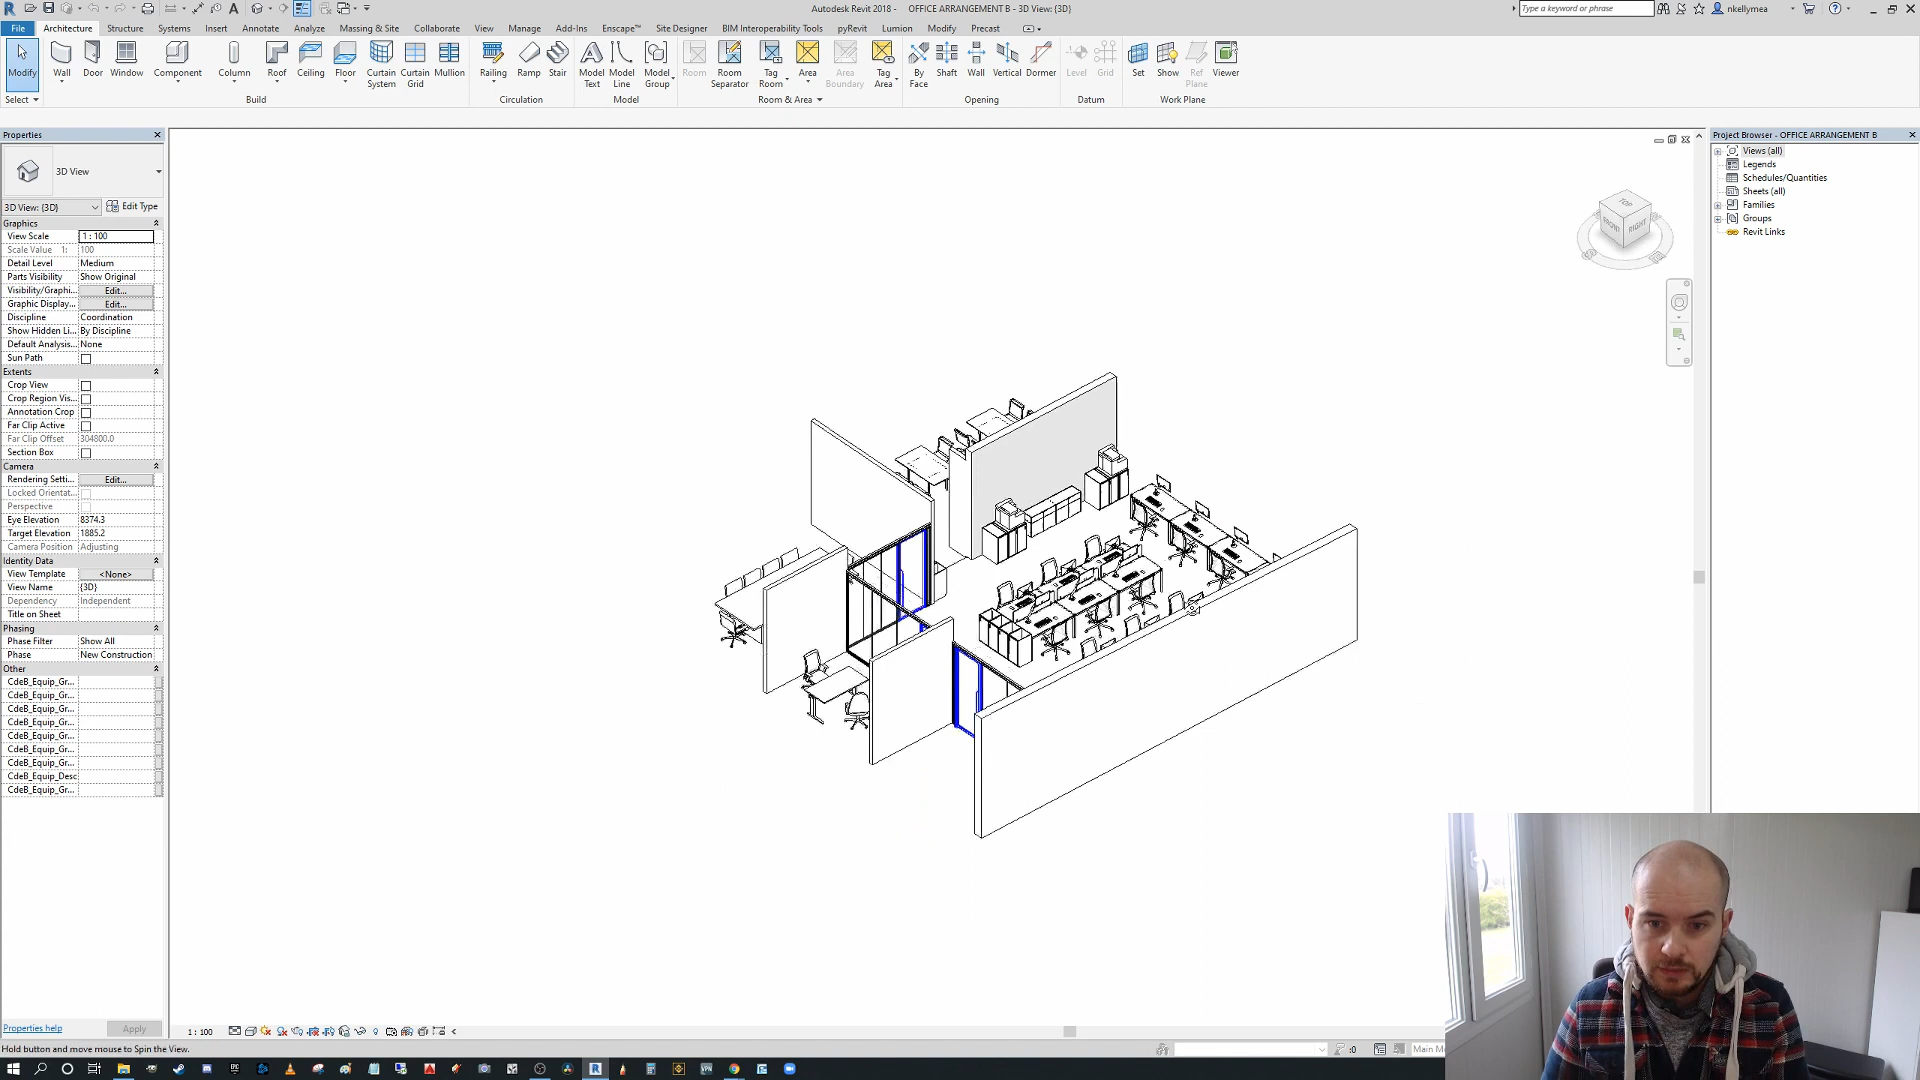 Autodesk Revit 2018 - OFFICE ARRANGEMENT B - 3D View: {3D}
Type a keyword or phrase
nkellymea
File Architecture Structure Systems Insert Annotate Analyze Massing & Site Collaborate View Manage Add-Ins Enscape™ Site Designer BIM Interoperability Tools pyRevit Lumion Modify Precast
Modify Wall Door Window Component Column Roof Ceiling Floor Curtain System Curtain Grid Mullion Railing Ramp Stair Model Text Model Line Model Group Room Room Separator Tag Room Area Area Boundary Tag Area By Face Shaft Wall Vertical Dormer Level Grid Set Show Ref Plane Viewer
Select Build Circulation Model Room & Area Opening Datum Work Plane
Properties
3D View
3D View: {3D} Edit Type
Graphics
View Scale 1 : 100
Scale Value 1: 100
Detail Level Medium
Parts Visibility Show Original
Visibility/Graphi... Edit...
Graphic Display... Edit...
Discipline Coordination
Show Hidden Li... By Discipline
Default Analysis... None
Sun Path
Extents
Crop View
Crop Region Vis...
Annotation Crop
Far Clip Active
Far Clip Offset 304800.0
Section Box
Camera
Rendering Setti... Edit...
Locked Orientat...
Perspective
Eye Elevation 8374.3
Target Elevation 1885.2
Camera Position Adjusting
Identity Data
View Template <None>
View Name {3D}
Dependency Independent
Title on Sheet
Phasing
Phase Filter Show All
Phase New Construction
Other
CdeB_Equip_Gr...
CdeB_Equip_Gr...
CdeB_Equip_Gr...
CdeB_Equip_Gr...
CdeB_Equip_Gr...
CdeB_Equip_Gr...
CdeB_Equip_Gr...
CdeB_Equip_Desc
CdeB_Equip_Gr...
Properties help Apply
TOP
FRONT
RIGHT
Project Browser - OFFICE ARRANGEMENT B
Views (all)
Legends
Schedules/Quantities
Sheets (all)
Families
Groups
Revit Links
1 : 100
Hold button and move mouse to Spin the View.
:0
Main M